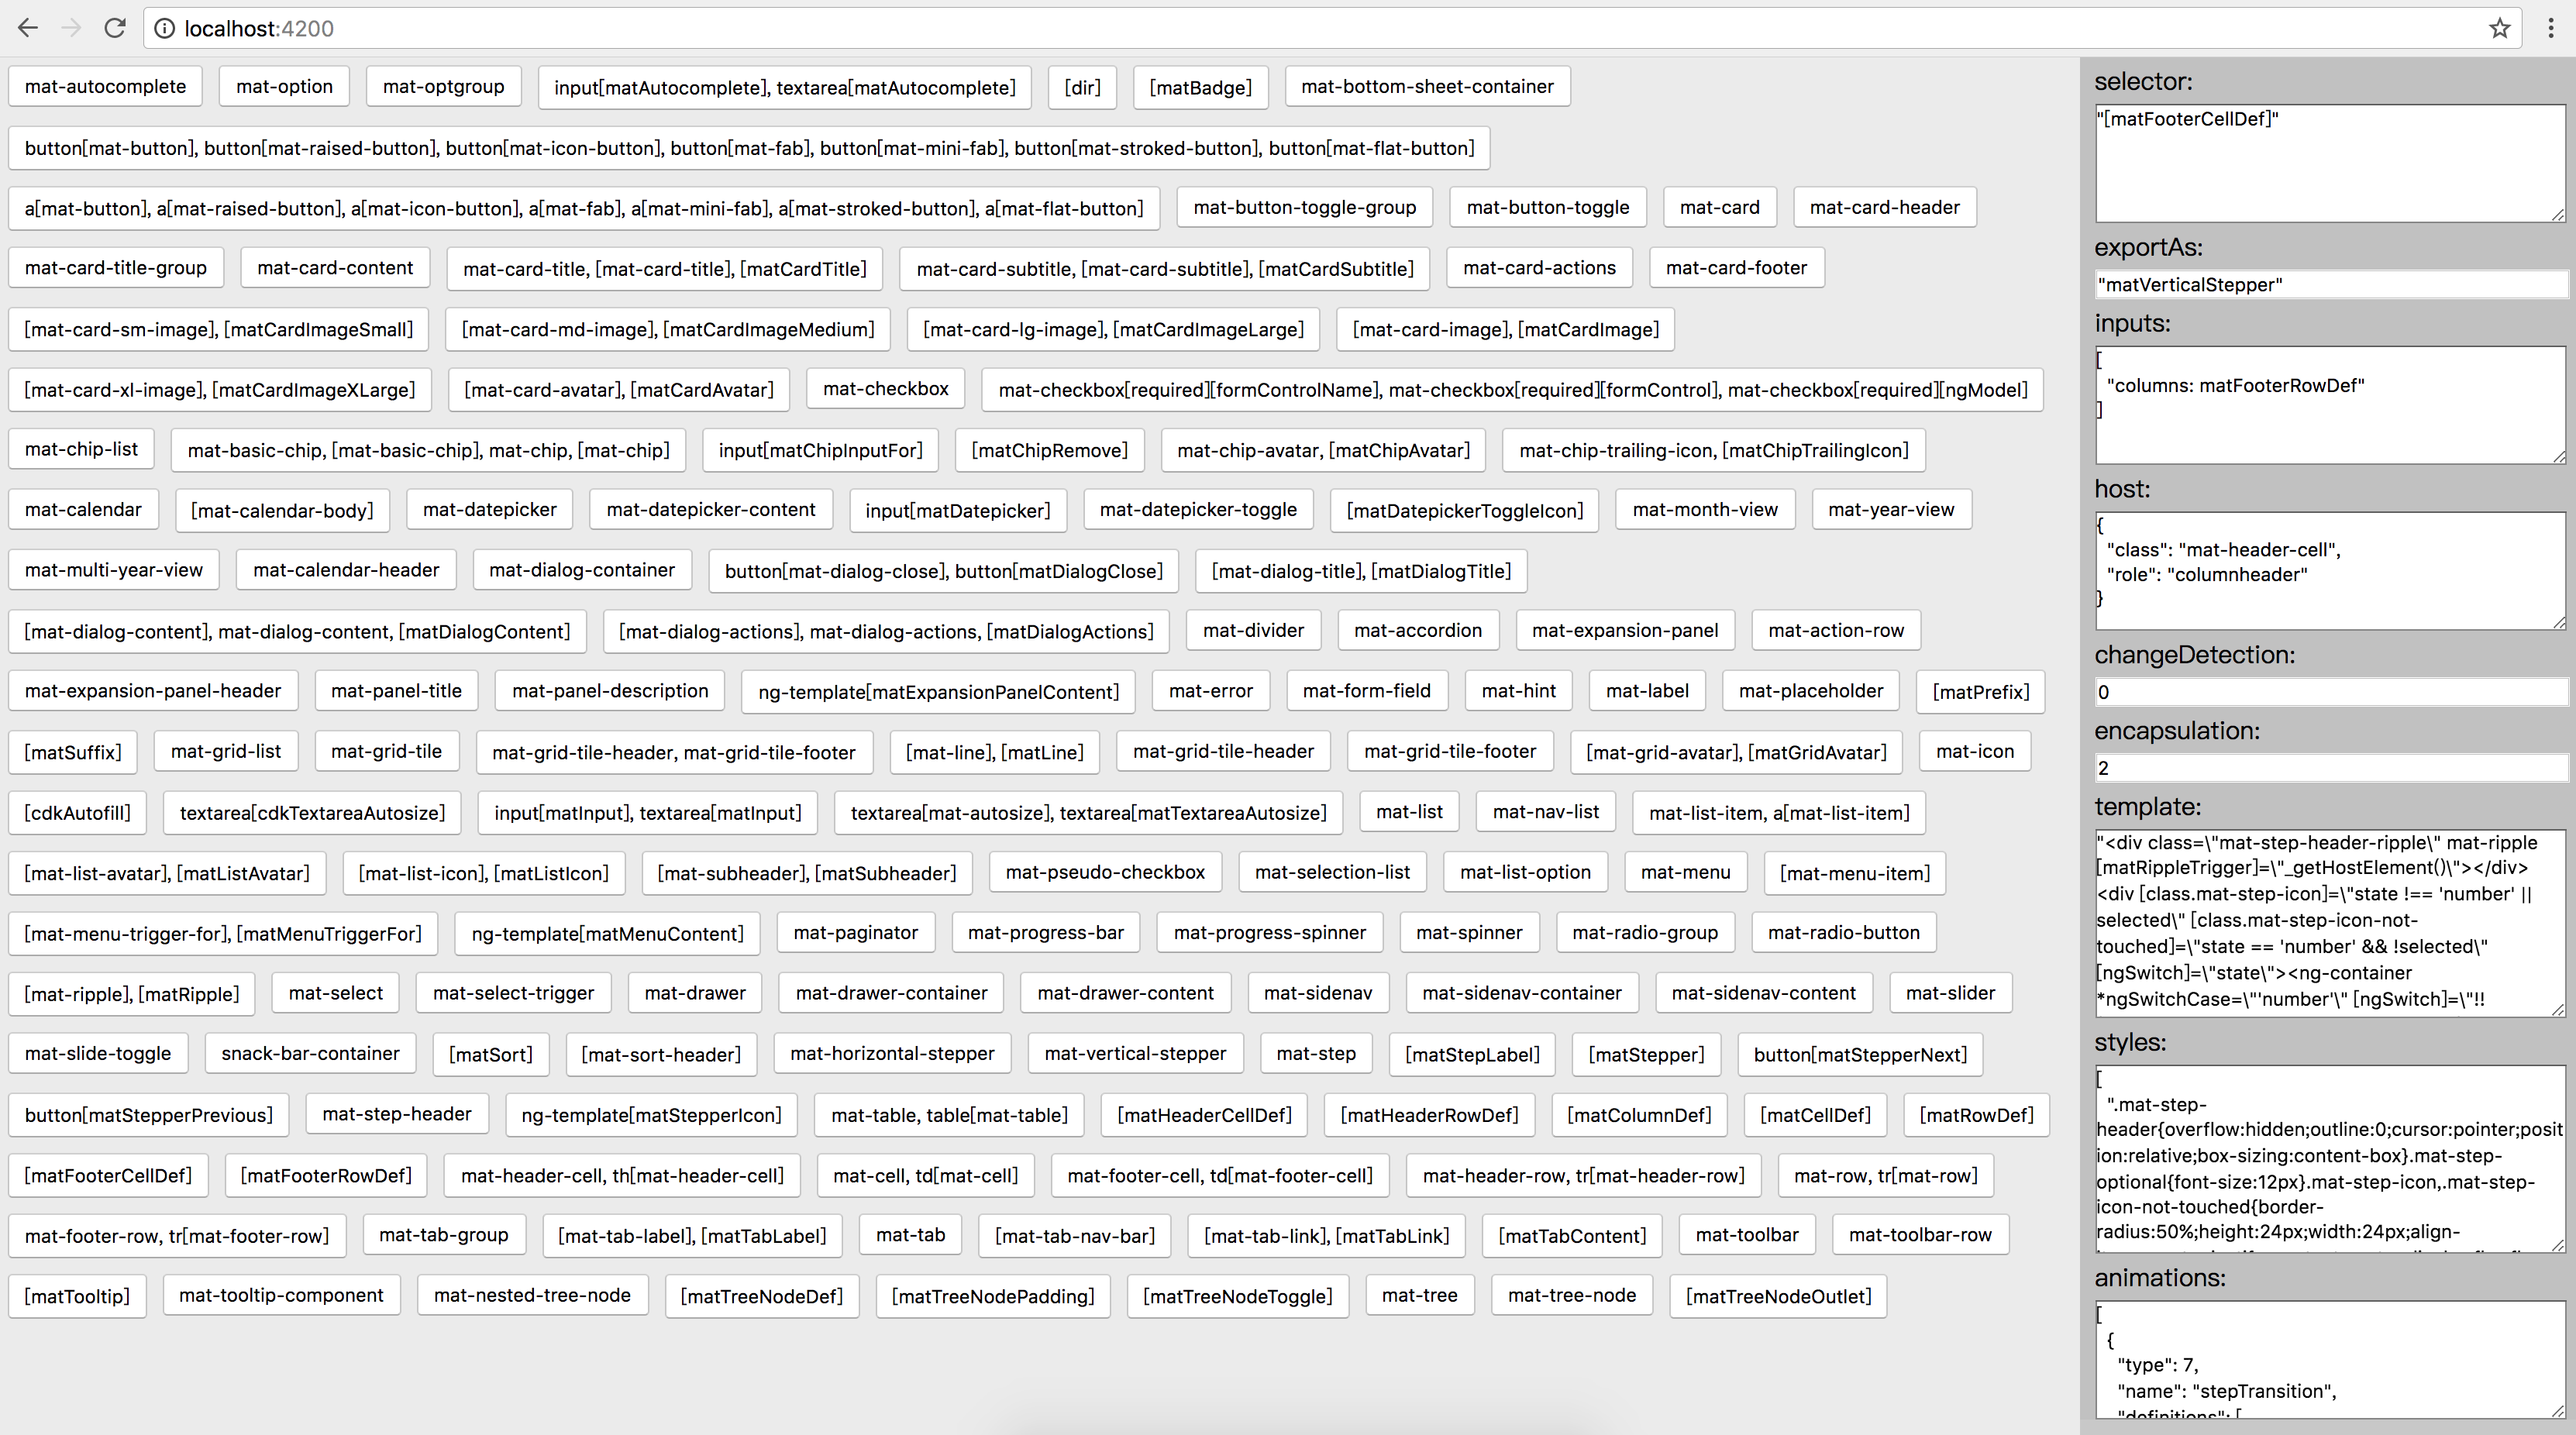 localhost:4200
mat-autocomplete mat-option mat-optgroup input[matAutocomplete], textarea[matAutocomplete] [dir] [matBadge] mat-bottom-sheet-container
button[mat-button], button[mat-raised-button], button[mat-icon-button], button[mat-fab], button[mat-mini-fab], button[mat-stroked-button], button[mat-flat-button]
a[mat-button], a[mat-raised-button], a[mat-icon-button], a[mat-fab], a[mat-mini-fab], a[mat-stroked-button], a[mat-flat-button] mat-button-toggle-group mat-button-toggle mat-card mat-card-header
mat-card-title-group mat-card-content mat-card-title, [mat-card-title], [matCardTitle] mat-card-subtitle, [mat-card-subtitle], [matCardSubtitle] mat-card-actions mat-card-footer
[mat-card-sm-image], [matCardImageSmall] [mat-card-md-image], [matCardImageMedium] [mat-card-lg-image], [matCardImageLarge] [mat-card-image], [matCardImage]
[mat-card-xl-image], [matCardImageXLarge] [mat-card-avatar], [matCardAvatar] mat-checkbox mat-checkbox[required][formControlName], mat-checkbox[required][formControl], mat-checkbox[required][ngModel]
mat-chip-list mat-basic-chip, [mat-basic-chip], mat-chip, [mat-chip] input[matChipInputFor] [matChipRemove] mat-chip-avatar, [matChipAvatar] mat-chip-trailing-icon, [matChipTrailingIcon]
mat-calendar [mat-calendar-body] mat-datepicker mat-datepicker-content input[matDatepicker] mat-datepicker-toggle [matDatepickerToggleIcon] mat-month-view mat-year-view
mat-multi-year-view mat-calendar-header mat-dialog-container button[mat-dialog-close], button[matDialogClose] [mat-dialog-title], [matDialogTitle]
[mat-dialog-content], mat-dialog-content, [matDialogContent] [mat-dialog-actions], mat-dialog-actions, [matDialogActions] mat-divider mat-accordion mat-expansion-panel mat-action-row
mat-expansion-panel-header mat-panel-title mat-panel-description ng-template[matExpansionPanelContent] mat-error mat-form-field mat-hint mat-label mat-placeholder [matPrefix]
[matSuffix] mat-grid-list mat-grid-tile mat-grid-tile-header, mat-grid-tile-footer [mat-line], [matLine] mat-grid-tile-header mat-grid-tile-footer [mat-grid-avatar], [matGridAvatar] mat-icon
[cdkAutofill] textarea[cdkTextareaAutosize] input[matInput], textarea[matInput] textarea[mat-autosize], textarea[matTextareaAutosize] mat-list mat-nav-list mat-list-item, a[mat-list-item]
[mat-list-avatar], [matListAvatar] [mat-list-icon], [matListIcon] [mat-subheader], [matSubheader] mat-pseudo-checkbox mat-selection-list mat-list-option mat-menu [mat-menu-item]
[mat-menu-trigger-for], [matMenuTriggerFor] ng-template[matMenuContent] mat-paginator mat-progress-bar mat-progress-spinner mat-spinner mat-radio-group mat-radio-button
[mat-ripple], [matRipple] mat-select mat-select-trigger mat-drawer mat-drawer-container mat-drawer-content mat-sidenav mat-sidenav-container mat-sidenav-content mat-slider
mat-slide-toggle snack-bar-container [matSort] [mat-sort-header] mat-horizontal-stepper mat-vertical-stepper mat-step [matStepLabel] [matStepper] button[matStepperNext]
button[matStepperPrevious] mat-step-header ng-template[matStepperIcon] mat-table, table[mat-table] [matHeaderCellDef] [matHeaderRowDef] [matColumnDef] [matCellDef] [matRowDef]
[matFooterCellDef] [matFooterRowDef] mat-header-cell, th[mat-header-cell] mat-cell, td[mat-cell] mat-footer-cell, td[mat-footer-cell] mat-header-row, tr[mat-header-row] mat-row, tr[mat-row]
mat-footer-row, tr[mat-footer-row] mat-tab-group [mat-tab-label], [matTabLabel] mat-tab [mat-tab-nav-bar] [mat-tab-link], [matTabLink] [matTabContent] mat-toolbar mat-toolbar-row
[matTooltip] mat-tooltip-component mat-nested-tree-node [matTreeNodeDef] [matTreeNodePadding] [matTreeNodeToggle] mat-tree mat-tree-node [matTreeNodeOutlet]
selector:
"[matFooterCellDef]"
exportAs:
"matVerticalStepper"
inputs:
[
"columns: matFooterRowDef"
]
host:
{
"class": "mat-header-cell",
"role": "columnheader"
}
changeDetection:
0
encapsulation:
2
template:
"<div class=\"mat-step-header-ripple\" mat-ripple
[matRippleTrigger]=\"_getHostElement()\"></div>
<div [class.mat-step-icon]=\"state !== 'number' ||
selected\" [class.mat-step-icon-not-
touched]=\"state == 'number' && !selected\"
[ngSwitch]=\"state\"><ng-container
*ngSwitchCase=\"'number'\" [ngSwitch]=\"!!
styles:
[
".mat-step-
header{overflow:hidden;outline:0;cursor:pointer;posit
ion:relative;box-sizing:content-box}.mat-step-
optional{font-size:12px}.mat-step-icon,.mat-step-
icon-not-touched{border-
radius:50%;height:24px;width:24px;align-
animations:
[
{
"type": 7,
"name": "stepTransition",
"definitions": [